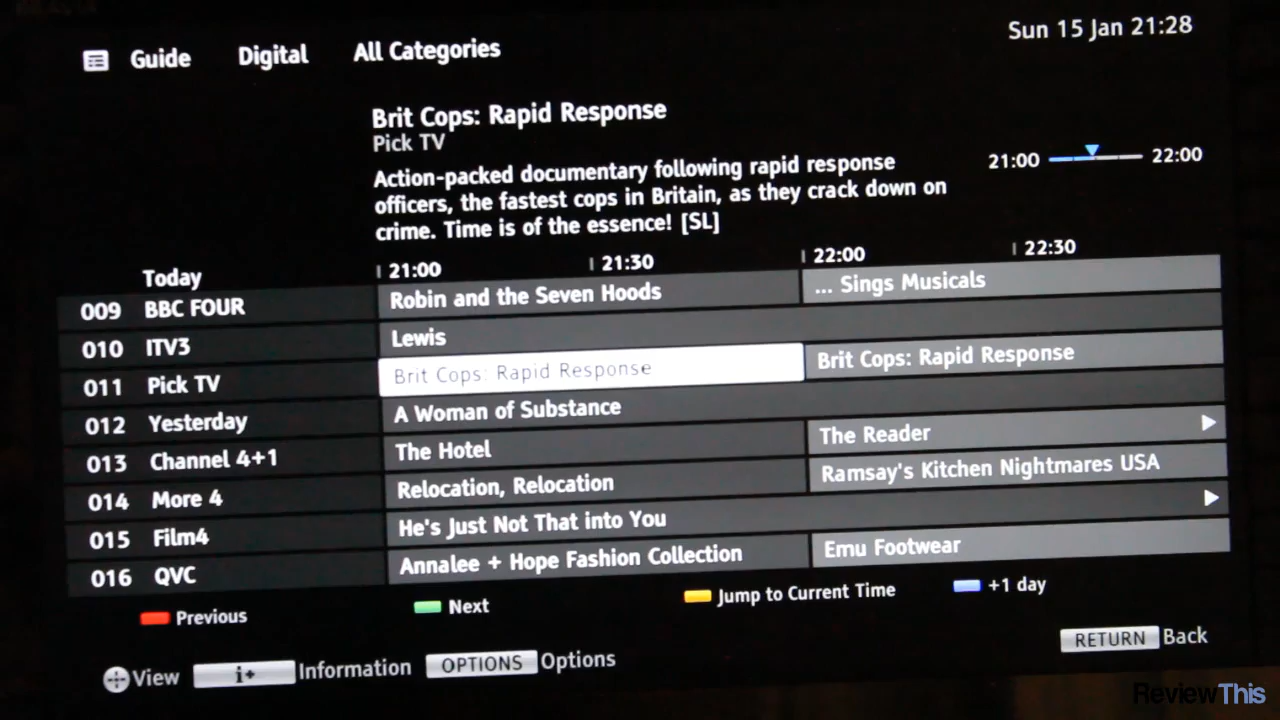 Guide Digital All Categories Sun 15 Jan 21:28
Brit Cops: Rapid Response
Pick TV
Action-packed documentary following rapid response
officers, the fastest cops in Britain, as they crack down on
crime. Time is of the essence! [SL]
21:00 22:00
Today 21:00 21:30 22:00 22:30
009 BBC FOUR Robin and the Seven Hoods ... Sings Musicals
010 ITV3 Lewis
011 Pick TV Brit Cops: Rapid Response Brit Cops: Rapid Response
012 Yesterday A Woman of Substance
013 Channel 4+1 The Hotel The Reader
014 More 4 Relocation, Relocation Ramsay's Kitchen Nightmares USA
015 Film4 He's Just Not That into You
016 QVC Annalee + Hope Fashion Collection Emu Footwear
Previous Next Jump to Current Time +1 day
View i+ Information OPTIONS Options RETURN Back
ReviewThis